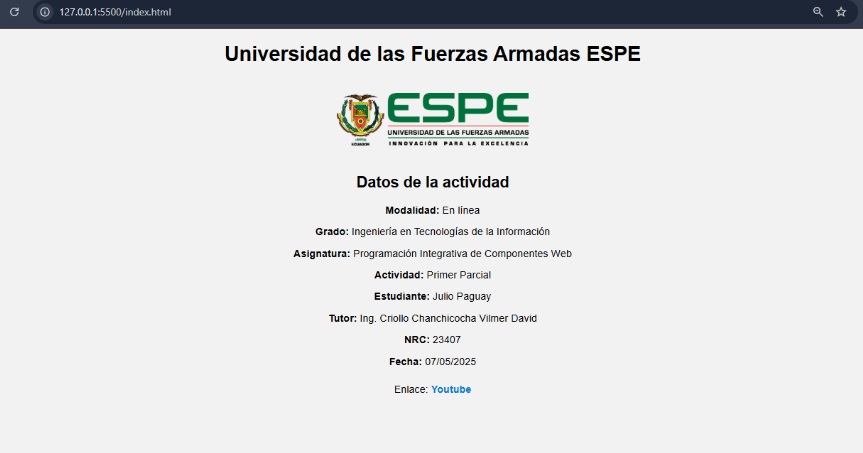 127.0.0.1:5500/index.html
Universidad de las Fuerzas Armadas ESPE
ESPE
UNIVERSIDAD DE LAS FUERZAS ARMADAS
INNOVACIÓN PARA LA EXCELENCIA
ECUADOR
Datos de la actividad
Modalidad: En línea
Grado: Ingeniería en Tecnologías de la Información
Asignatura: Programación Integrativa de Componentes Web
Actividad: Primer Parcial
Estudiante: Julio Paguay
Tutor: Ing. Criollo Chanchicocha Vilmer David
NRC: 23407
Fecha: 07/05/2025
Enlace: Youtube